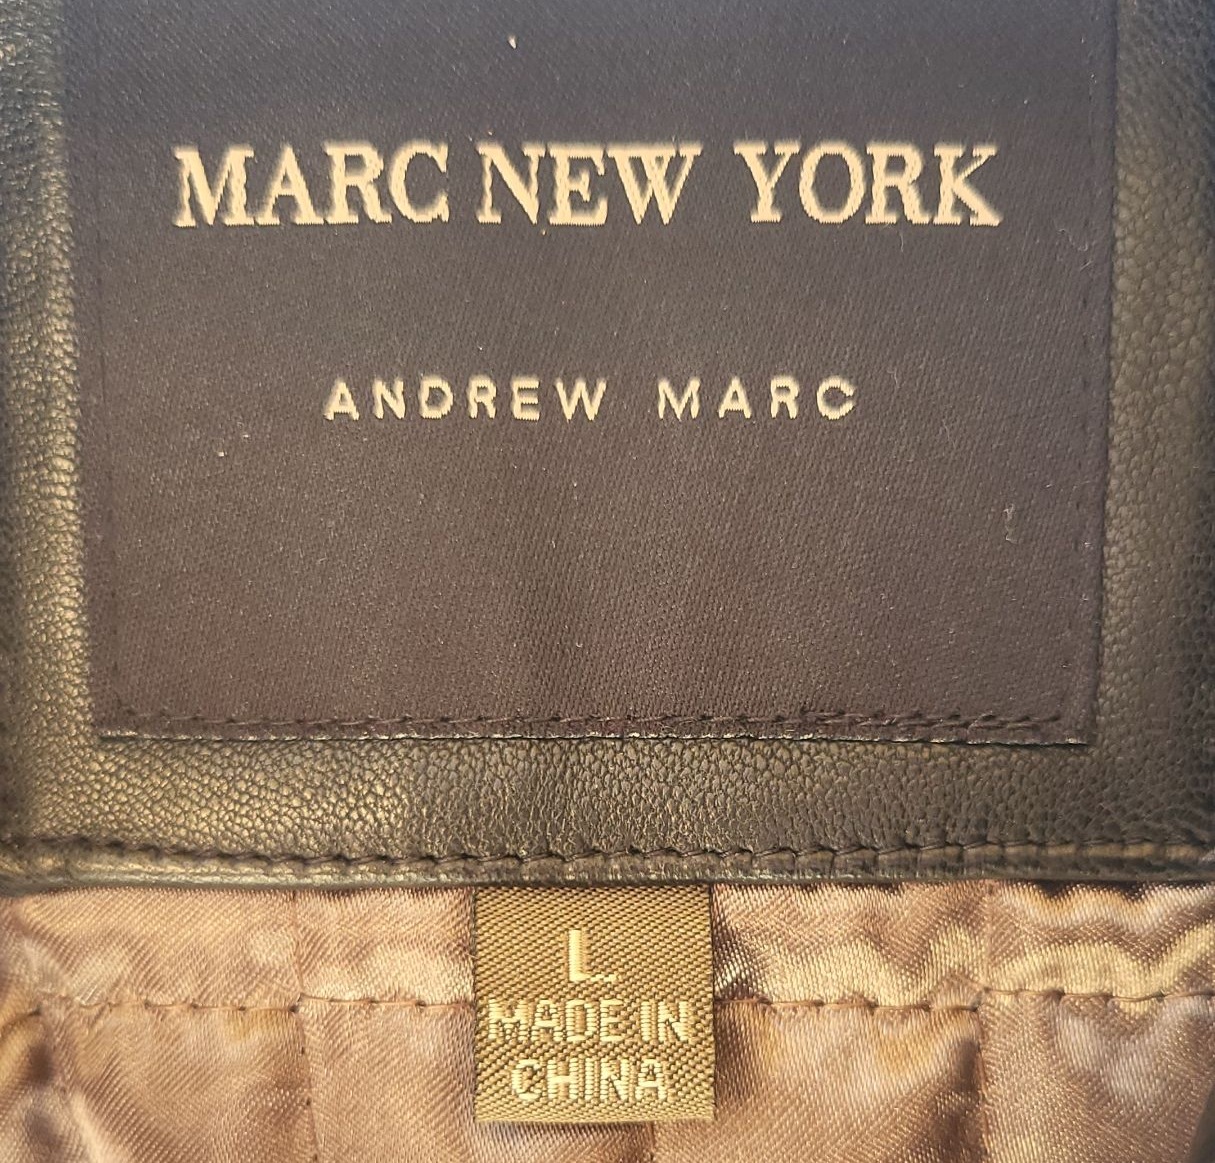 MARC NEW YORK
ANDREW MARC
L
MADE IN
CHINA